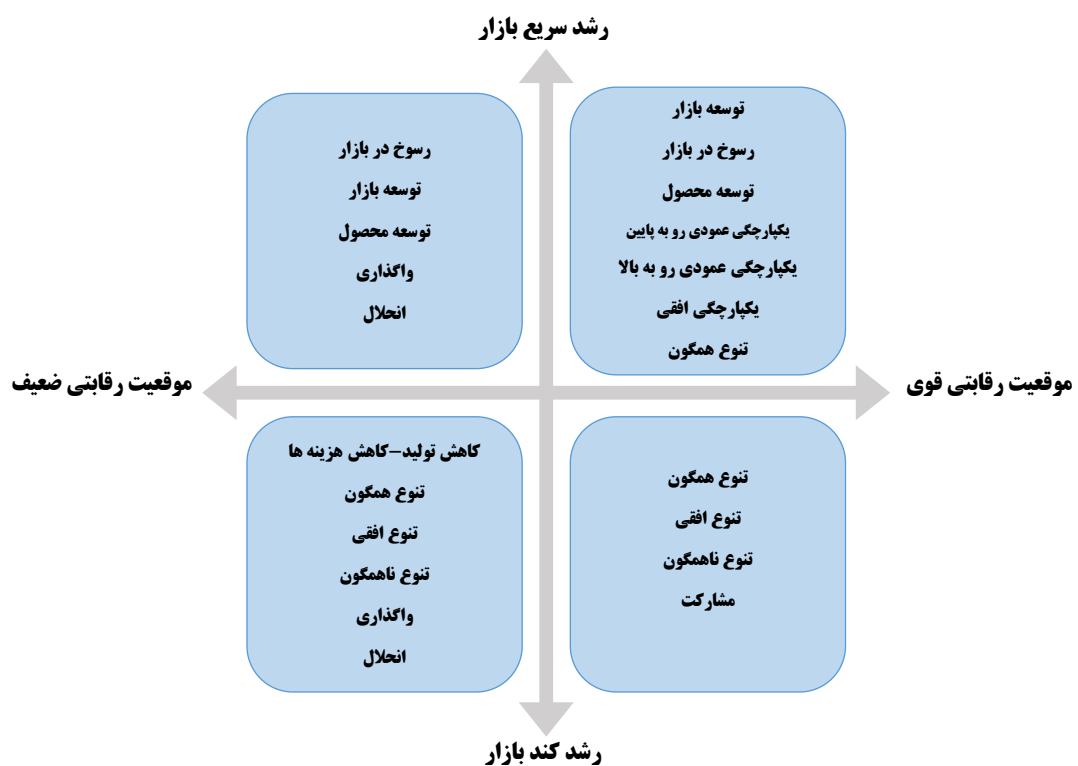 رشد سریع بازار
توسعه بازار
رسوخ در بازار
توسعه محصول
یکپارچگی عمودی رو به پایین
یکپارچگی عمودی رو به بالا
یکپارچگی افقی
تنوع همگون
رسوخ در بازار
توسعه بازار
توسعه محصول
واگذاری
انحلال
موقعیت رقابتی قوی
موقعیت رقابتی ضعیف
تنوع همگون
تنوع افقی
تنوع ناهمگون
مشارکت
کاهش تولید-کاهش هزینه ها
تنوع همگون
تنوع افقی
تنوع ناهمگون
واگذاری
انحلال
رشد کند بازار